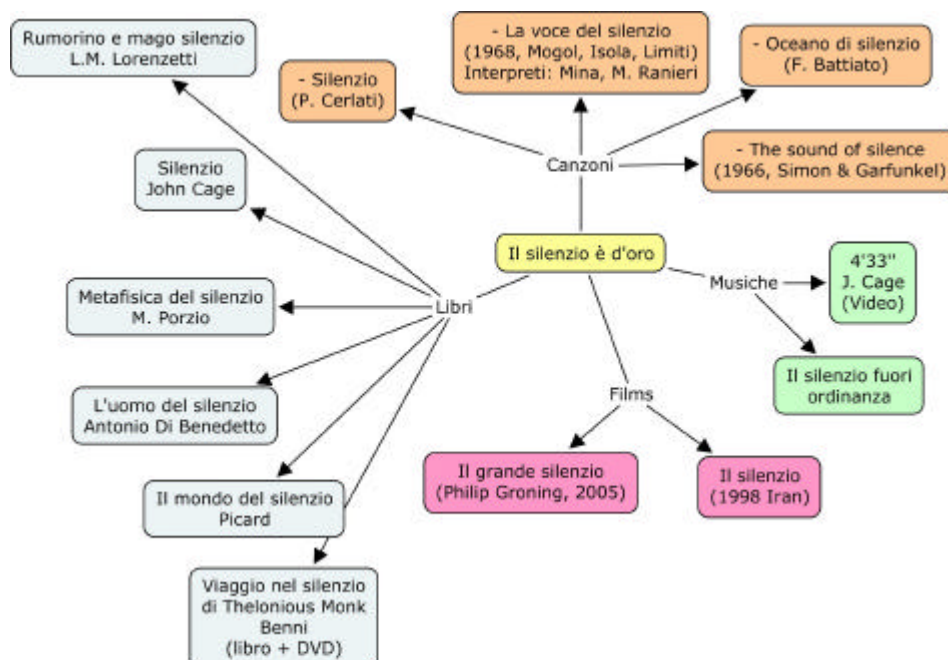 Rumorino e mago silenzio
L.M. Lorenzetti
- La voce del silenzio
(1968, Mogol, Isola, Limiti)
Interpreti: Mina, M. Ranieri
- Oceano di silenzio
(F. Battiato)
- Silenzio
(P. Cerlati)
- The sound of silence
(1966, Simon & Garfunkel)
Canzoni
Silenzio
John Cage
Il silenzio è d'oro
Musiche
4'33"
J. Cage
(Video)
Metafisica del silenzio
M. Porzio
Libri
Il silenzio fuori
ordinanza
Films
L'uomo del silenzio
Antonio Di Benedetto
Il grande silenzio
(Philip Groning, 2005)
Il silenzio
(1998 Iran)
Il mondo del silenzio
Picard
Viaggio nel silenzio
di Thelonious Monk
Benni
(libro + DVD)